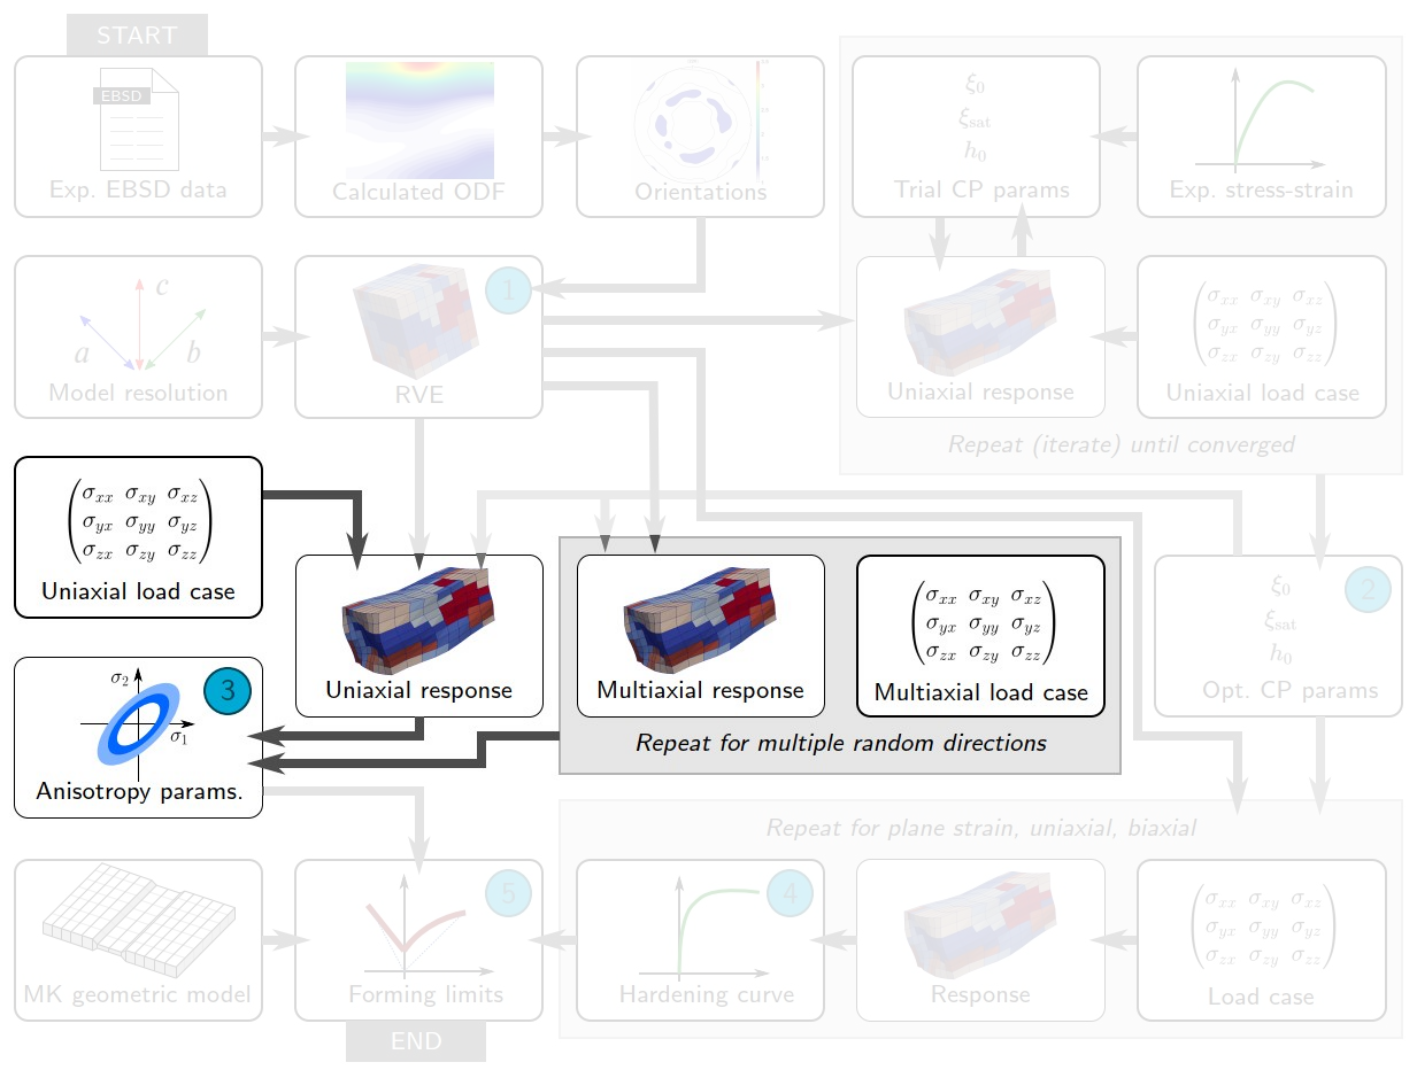 START
EBSD
Exp. EBSD data
Calculated ODF
Orientations
ξ₀
ξsat
h₀
Trial CP params
Exp. stress-strain
c
a
b
Model resolution
1
RVE
Uniaxial response
σxx σxy σxz
σyx σyy σyz
σzx σzy σzz
Uniaxial load case
Repeat (iterate) until converged
σxx σxy σxz
σyx σyy σyz
σzx σzy σzz
Uniaxial load case
Uniaxial response
Multiaxial response
σxx σxy σxz
σyx σyy σyz
σzx σzy σzz
Multiaxial load case
Repeat for multiple random directions
2
ξ₀
ξsat
h₀
Opt. CP params
3
σ₂
σ₁
Anisotropy params.
Repeat for plane strain, uniaxial, biaxial
MK geometric model
5
Forming limits
4
Hardening curve
Response
σxx σxy σxz
σyx σyy σyz
σzx σzy σzz
Load case
END